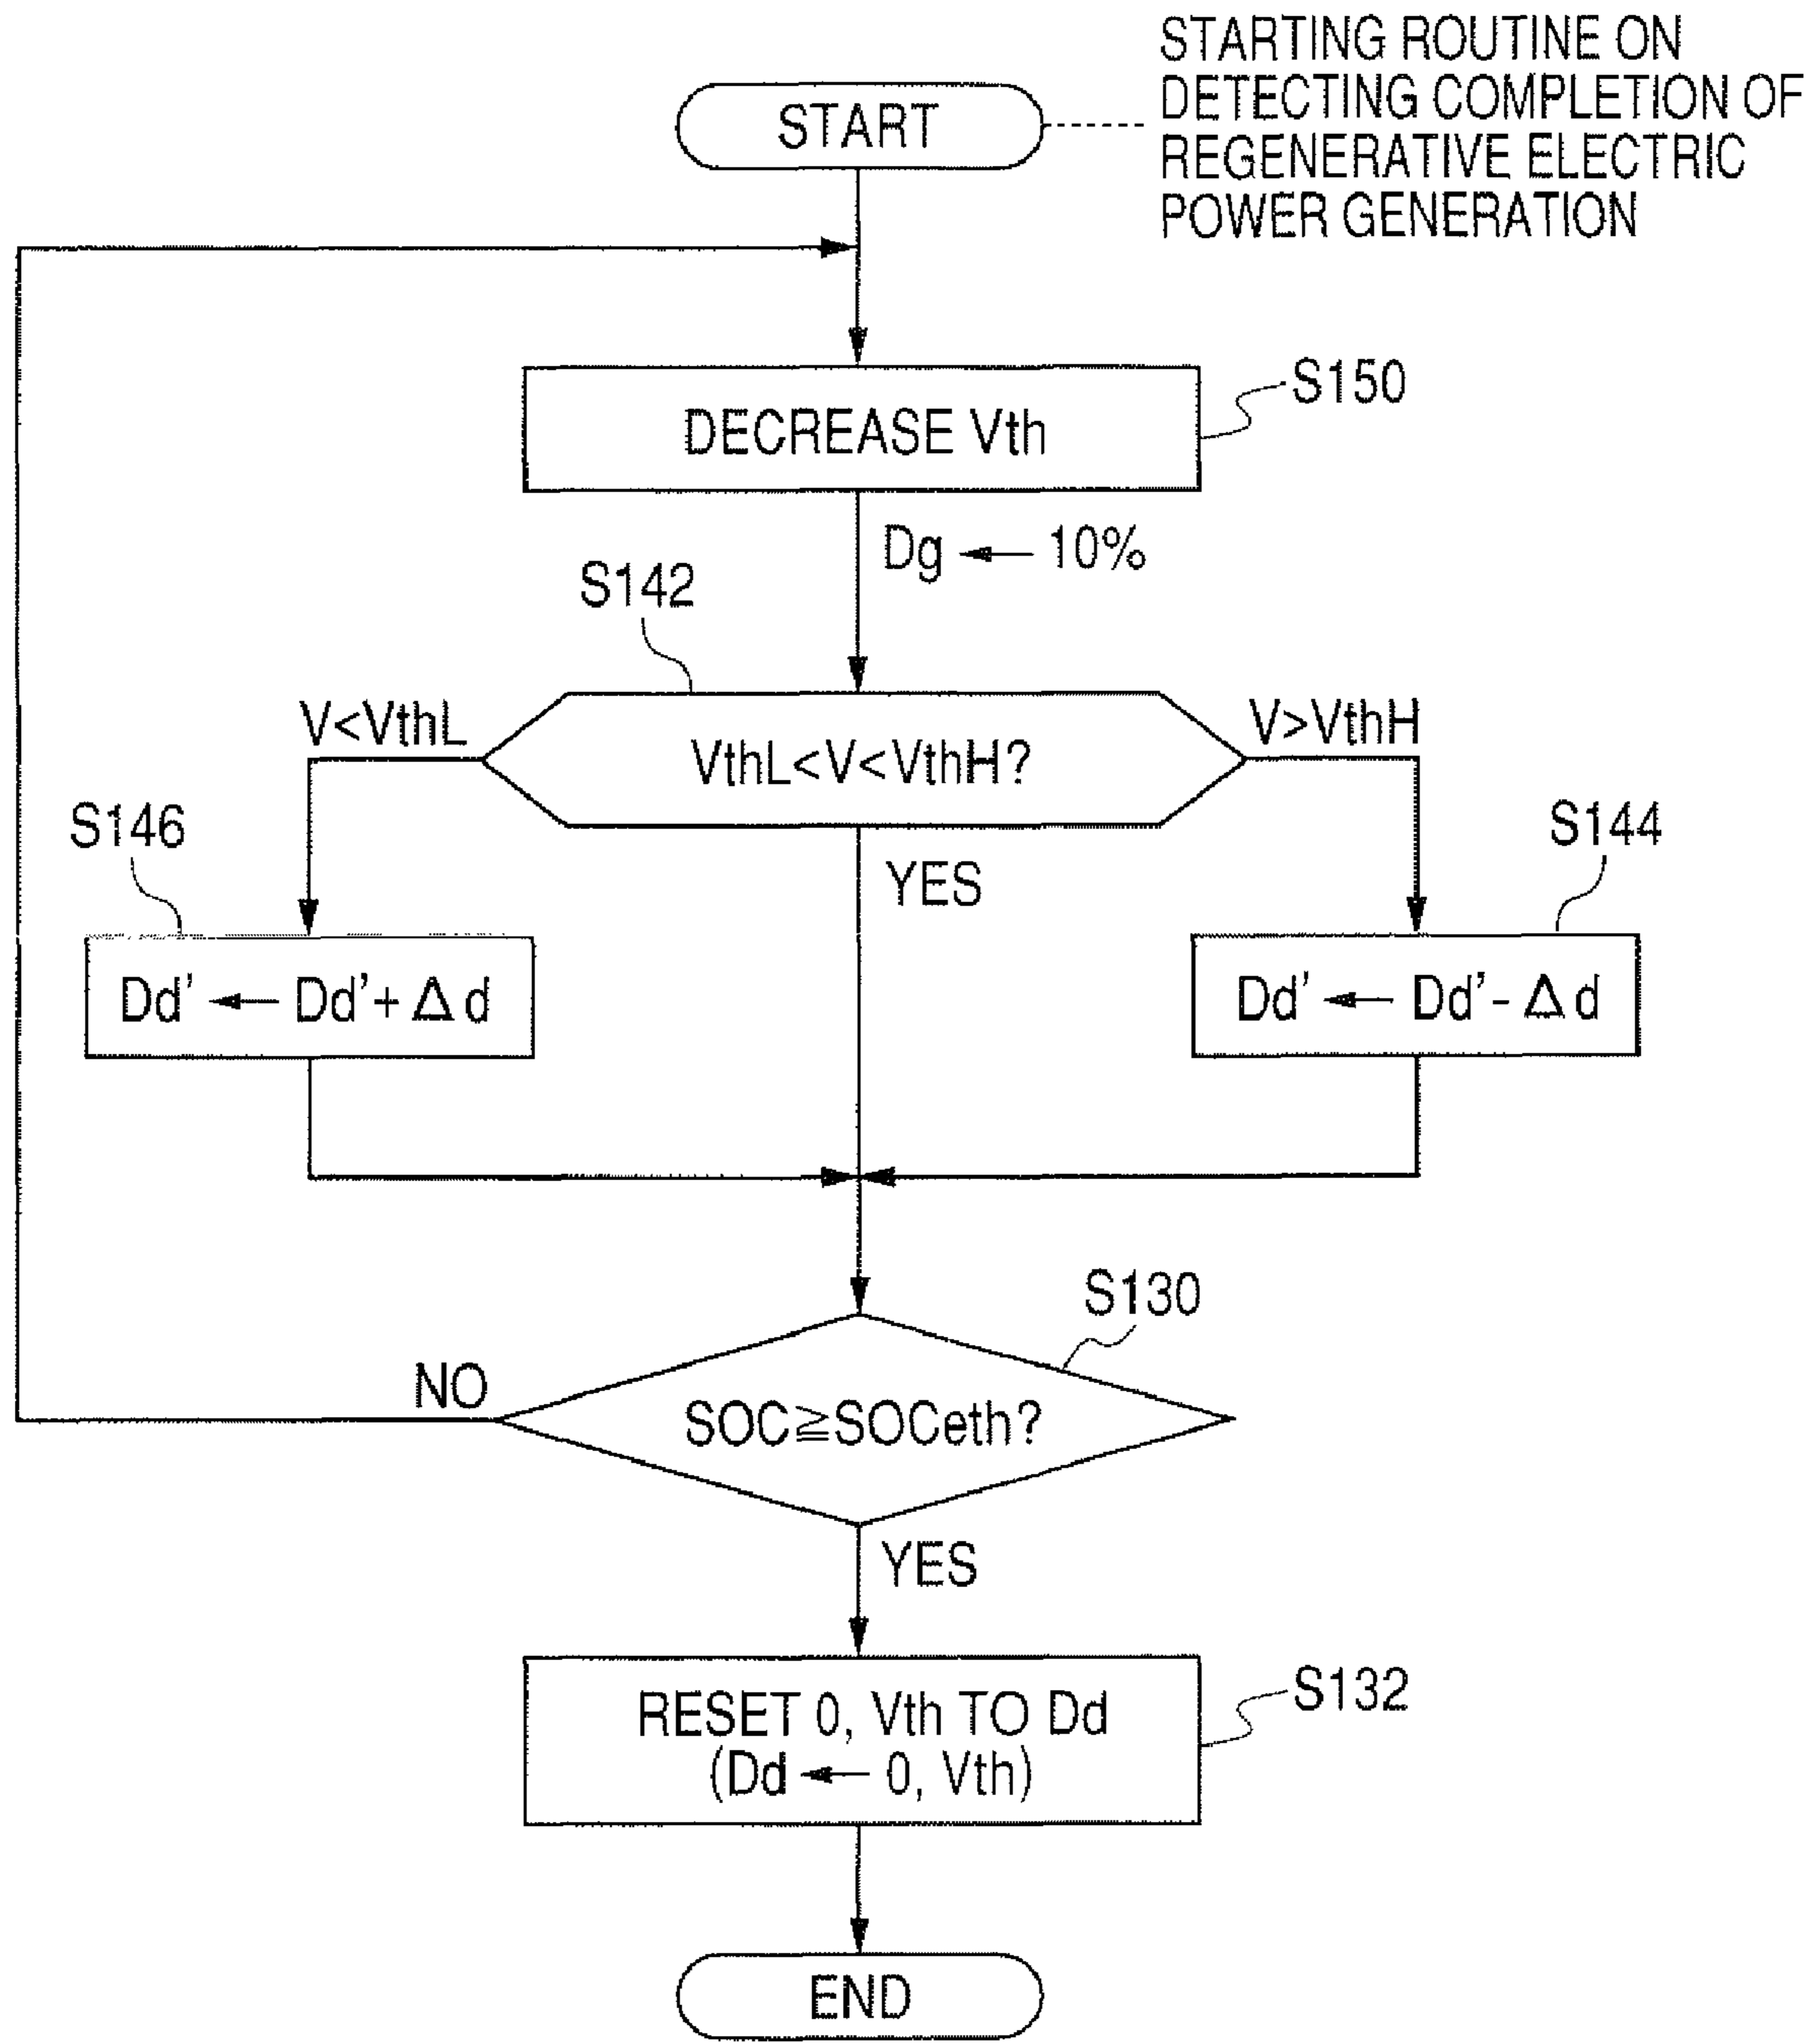 STARTING ROUTINE ON
DETECTING COMPLETION OF
REGENERATIVE ELECTRIC
POWER GENERATION
START
S150
DECREASE Vth
Dg ← 10%
S142
V<VthL
V>VthH
VthL<V<VthH?
S146
S144
YES
Dd' ← Dd'+ Δd
Dd' ← Dd'- Δd
S130
NO
SOC≧SOCeth?
YES
S132
RESET 0, Vth TO Dd
(Dd ← 0, Vth)
END